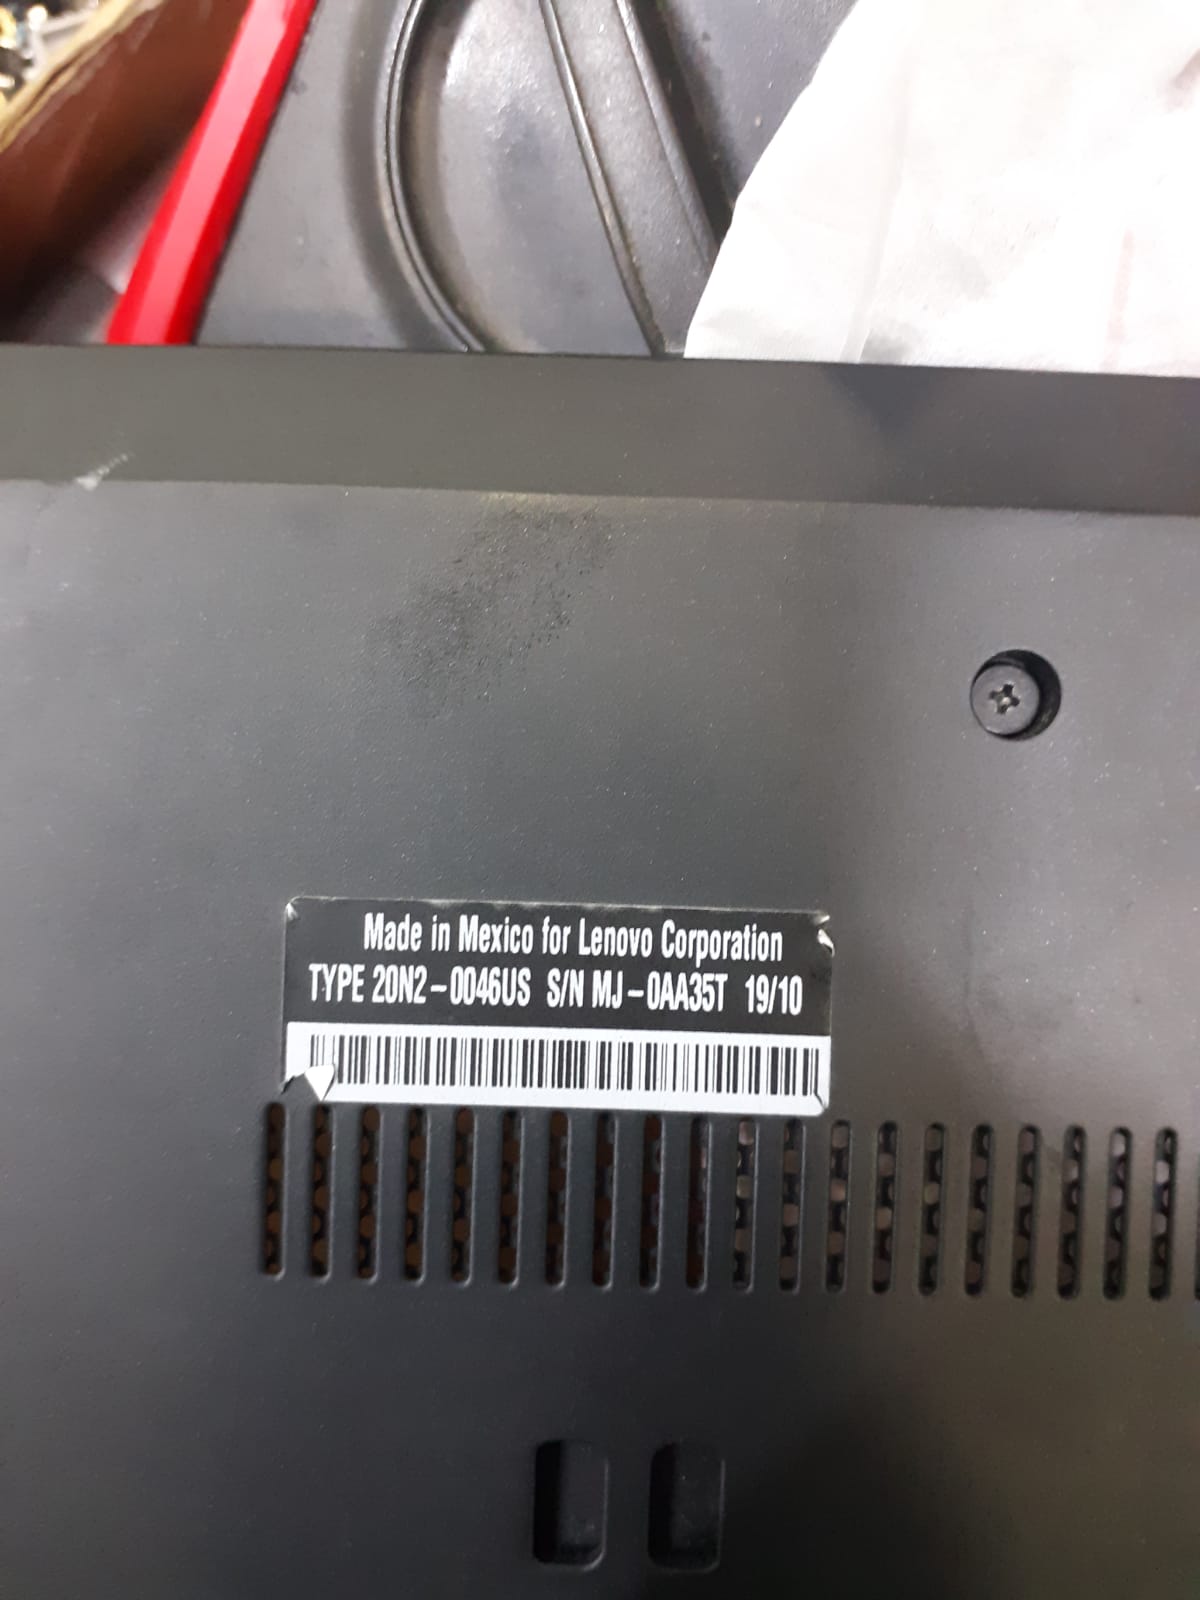 Made in Mexico for Lenovo Corporation
TYPE 20N2-0046US S/N MJ-0AA35T 19/10